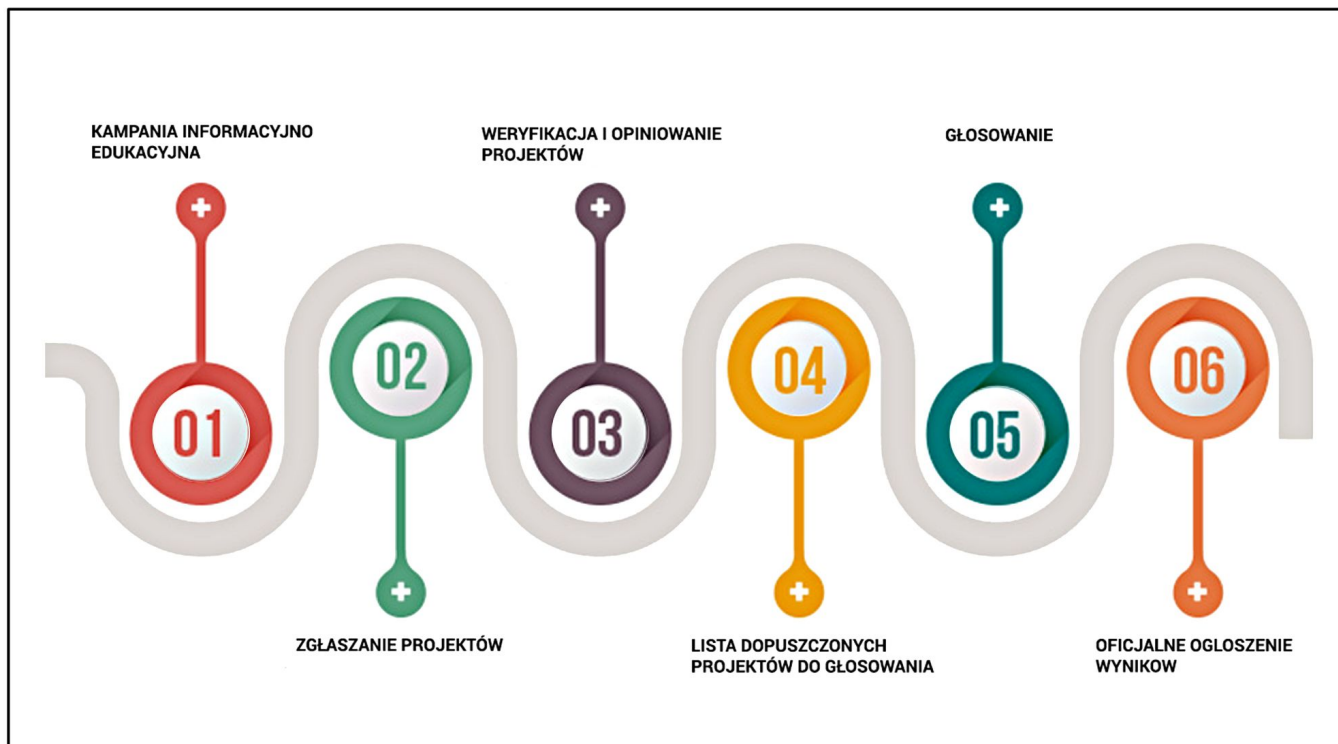 KAMPANIA INFORMACYJNO
EDUKACYJNA
01
02
ZGŁASZANIE PROJEKTÓW
WERYFIKACJA I OPINIOWANIE
PROJEKTÓW
03
04
LISTA DOPUSZCZONYCH
PROJEKTÓW DO GŁOSOWANIA
GŁOSOWANIE
05
06
OFICJALNE OGLOSZENIE
WYNIKOW